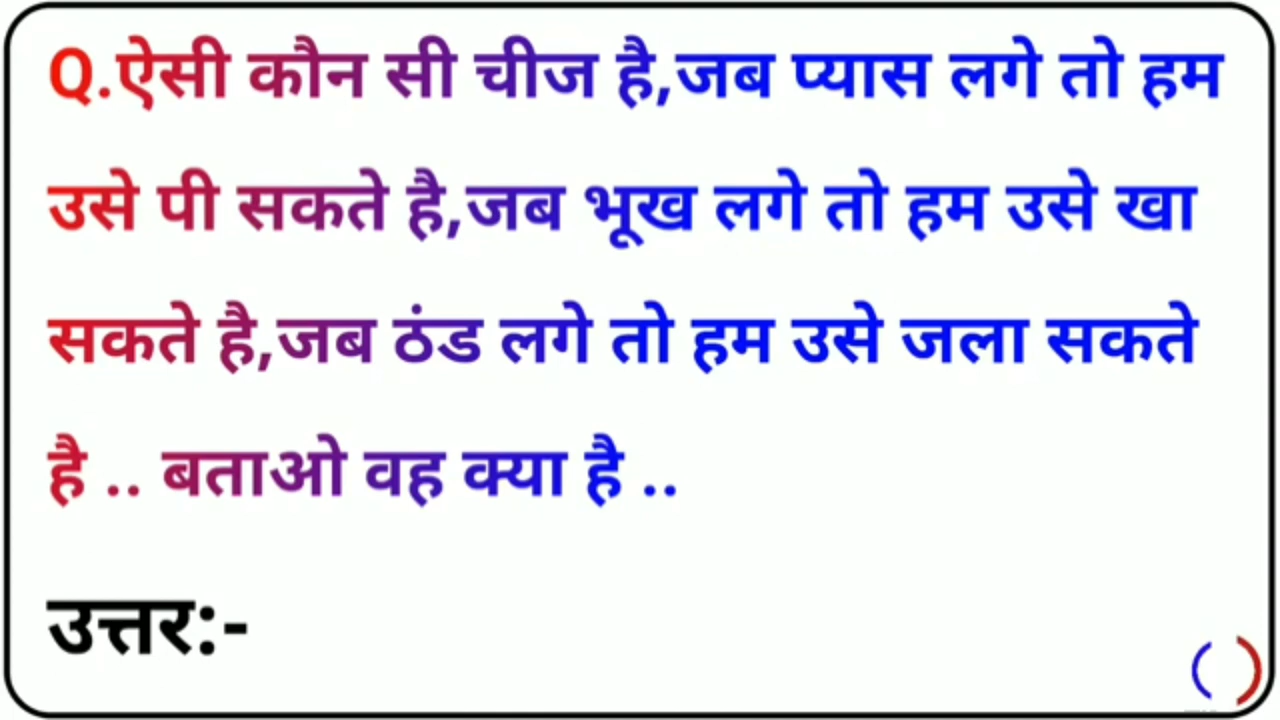 Q.ऐसी कौन सी चीज है,जब प्यास लगे तो हम
उसे पी सकते है,जब भूख लगे तो हम उसे खा
सकते है,जब ठंड लगे तो हम उसे जला सकते
है .. बताओ वह क्या है ..
उत्तर:-